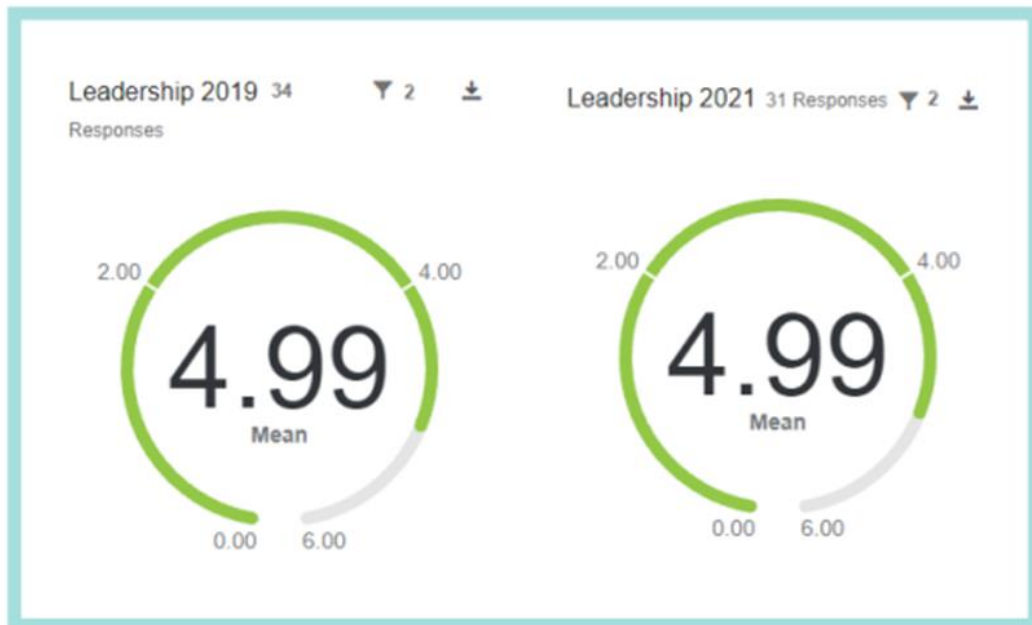 Leadership 2019 34 2
Responses
2.00 4.00
4.99
Mean
0.00 6.00
Leadership 2021 31 Responses 2
2.00 4.00
4.99
Mean
0.00 6.00